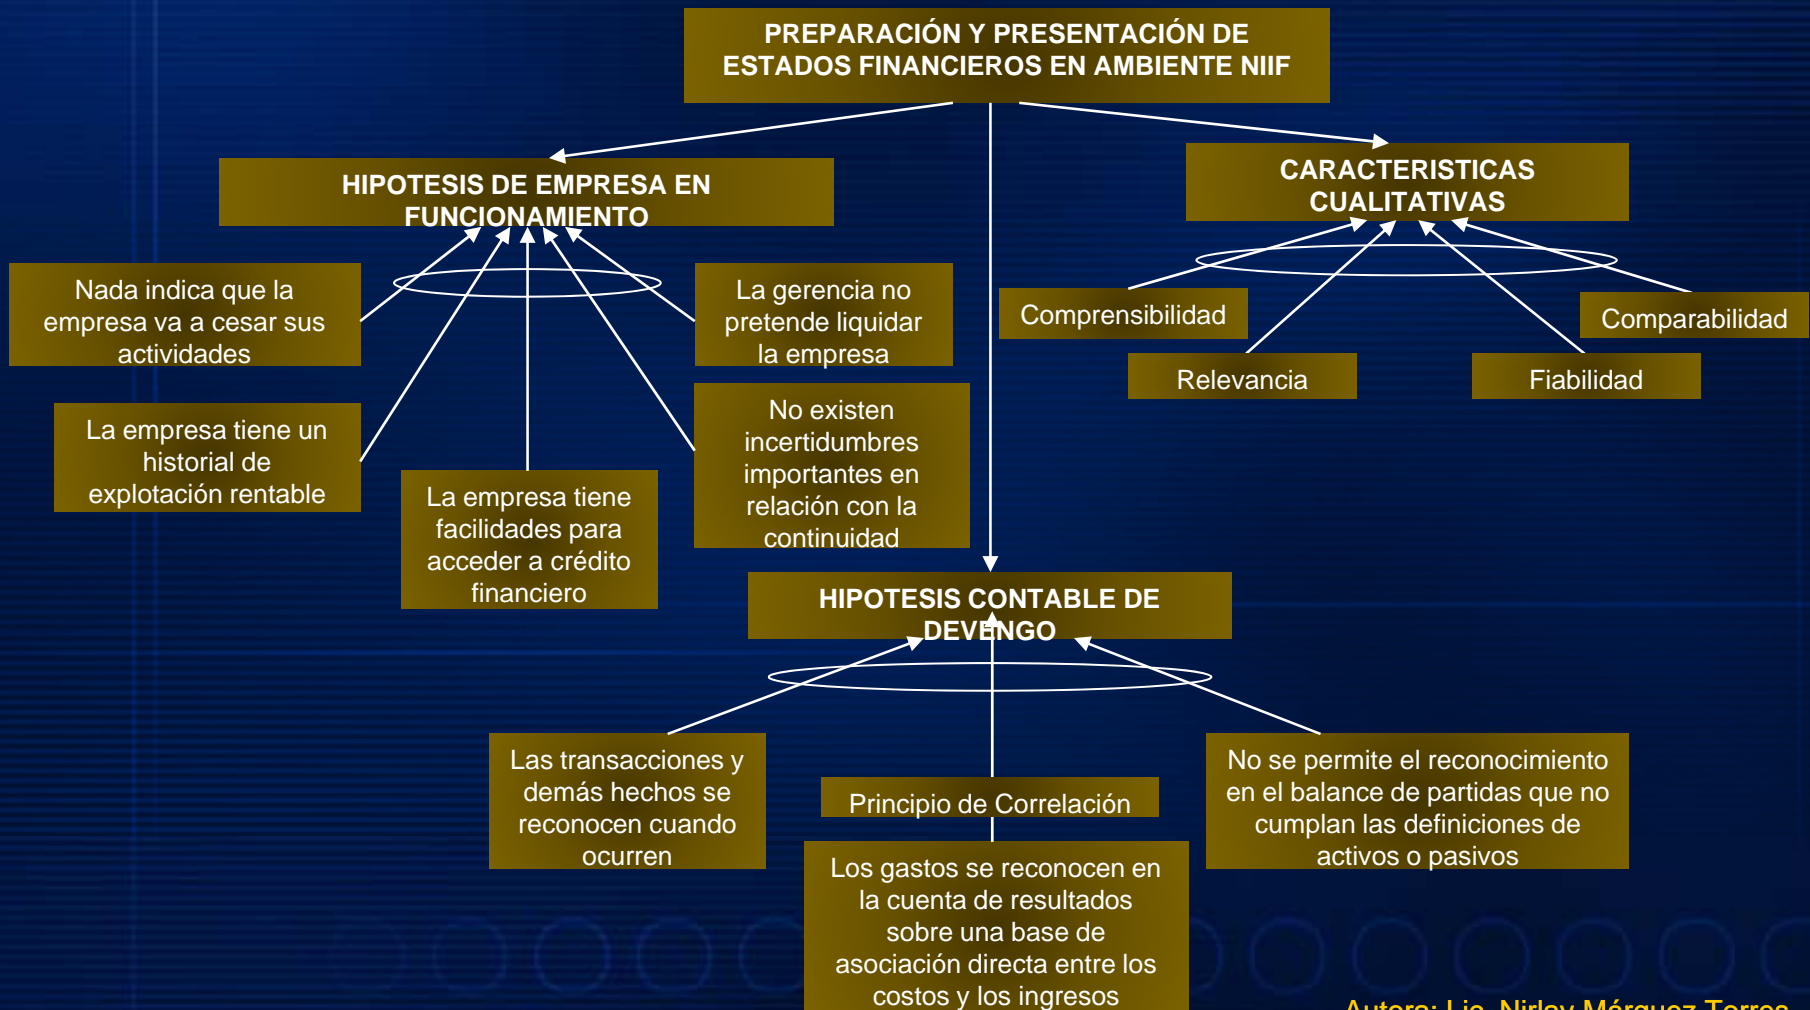 PREPARACIÓN Y PRESENTACIÓN DE
ESTADOS FINANCIEROS EN AMBIENTE NIIF
HIPOTESIS DE EMPRESA EN
FUNCIONAMIENTO
CARACTERISTICAS
CUALITATIVAS
Nada indica que la
empresa va a cesar sus
actividades
La gerencia no
pretende liquidar
la empresa
Comprensibilidad
Comparabilidad
Relevancia
Fiabilidad
La empresa tiene un
historial de
explotación rentable
No existen
incertidumbres
importantes en
relación con la
continuidad
La empresa tiene
facilidades para
acceder a crédito
financiero
HIPOTESIS CONTABLE DE
DEVENGO
Las transacciones y
demás hechos se
reconocen cuando
ocurren
Principio de Correlación
Los gastos se reconocen en
la cuenta de resultados
sobre una base de
asociación directa entre los
costos y los ingresos
No se permite el reconocimiento
en el balance de partidas que no
cumplan las definiciones de
activos o pasivos
Autora: Lic. Nirlay Márquez Torres